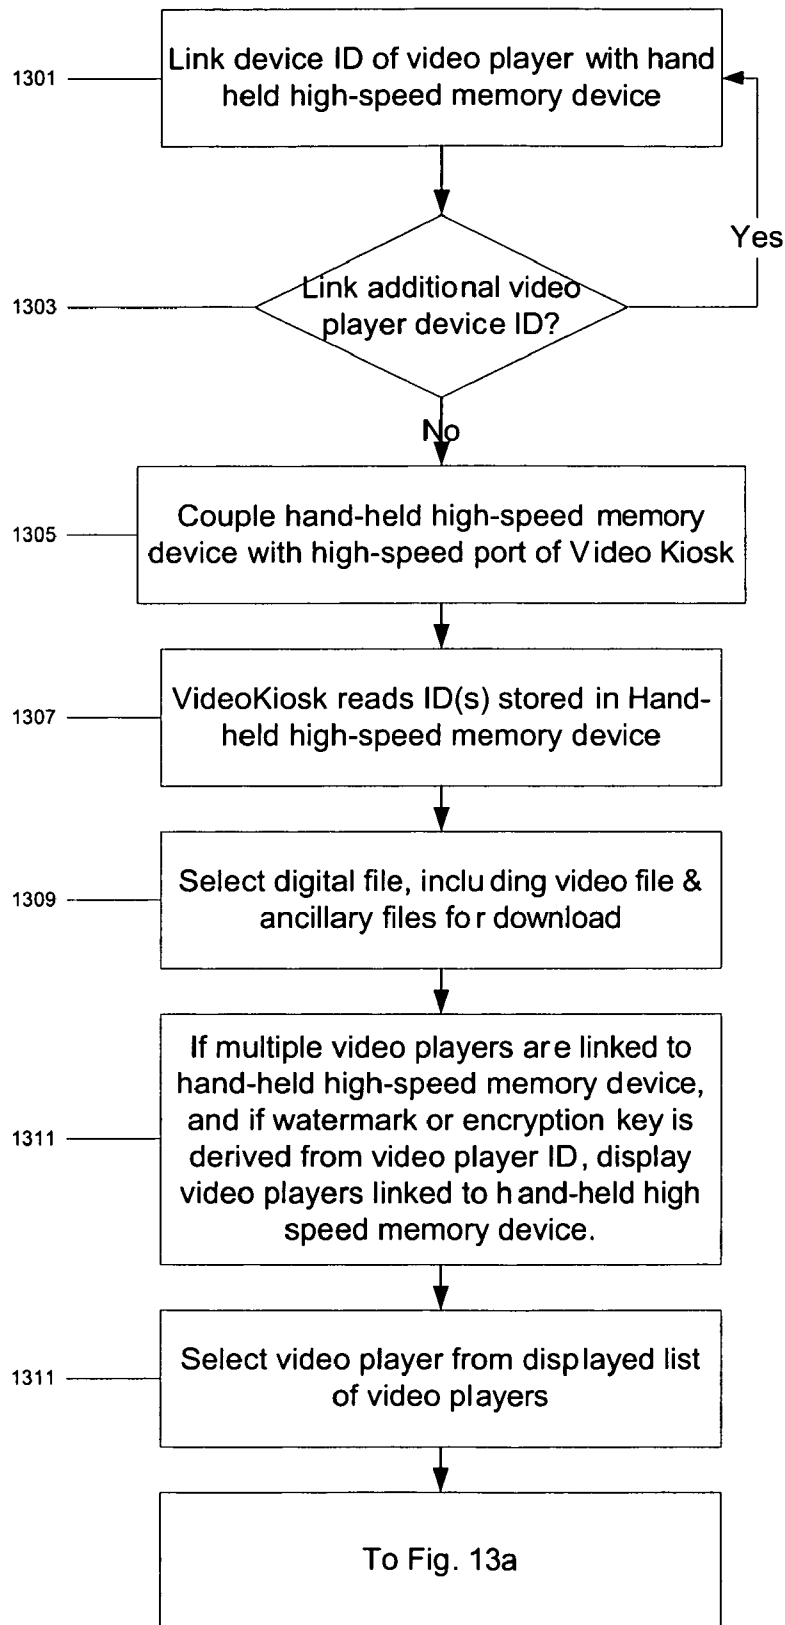 Link device ID of video player with hand
held high-speed memory device
1301
Yes
Link additional video
player device ID?
1303
No
Couple hand-held high-speed memory
device with high-speed port of Video Kiosk
1305
VideoKiosk reads ID(s) stored in Hand-
held high-speed memory device
1307
Select digital file, including video file &
ancillary files for download
1309
If multiple video players are linked to
hand-held high-speed memory device,
and if watermark or encryption key is
derived from video player ID, display
video players linked to hand-held high
speed memory device.
1311
Select video player from displayed list
of video players
1311
To Fig. 13a